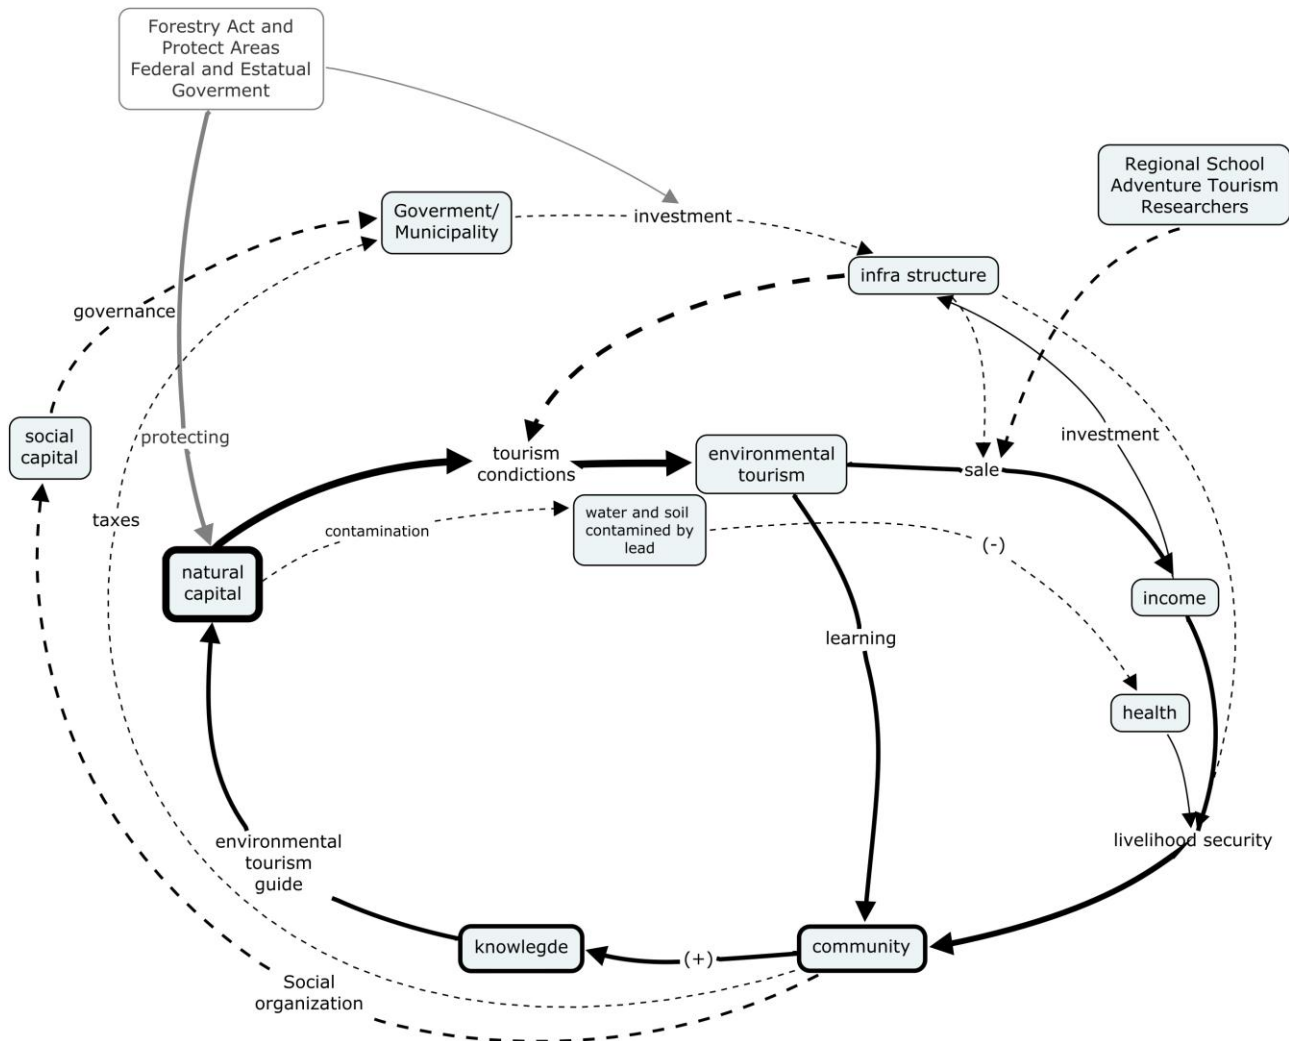 Forestry Act and
Protect Areas
Federal and Estatual
Goverment
Regional School
Adventure Tourism
Researchers
Goverment/
Municipality
investment
infra structure
governance
social
capital
protecting
tourism
condictions
environmental
tourism
sale
investment
taxes
contamination
water and soil
contamined by
lead
(-)
natural
capital
income
learning
health
environmental
tourism
guide
livelihood security
knowlegde
(+)
community
Social
organization